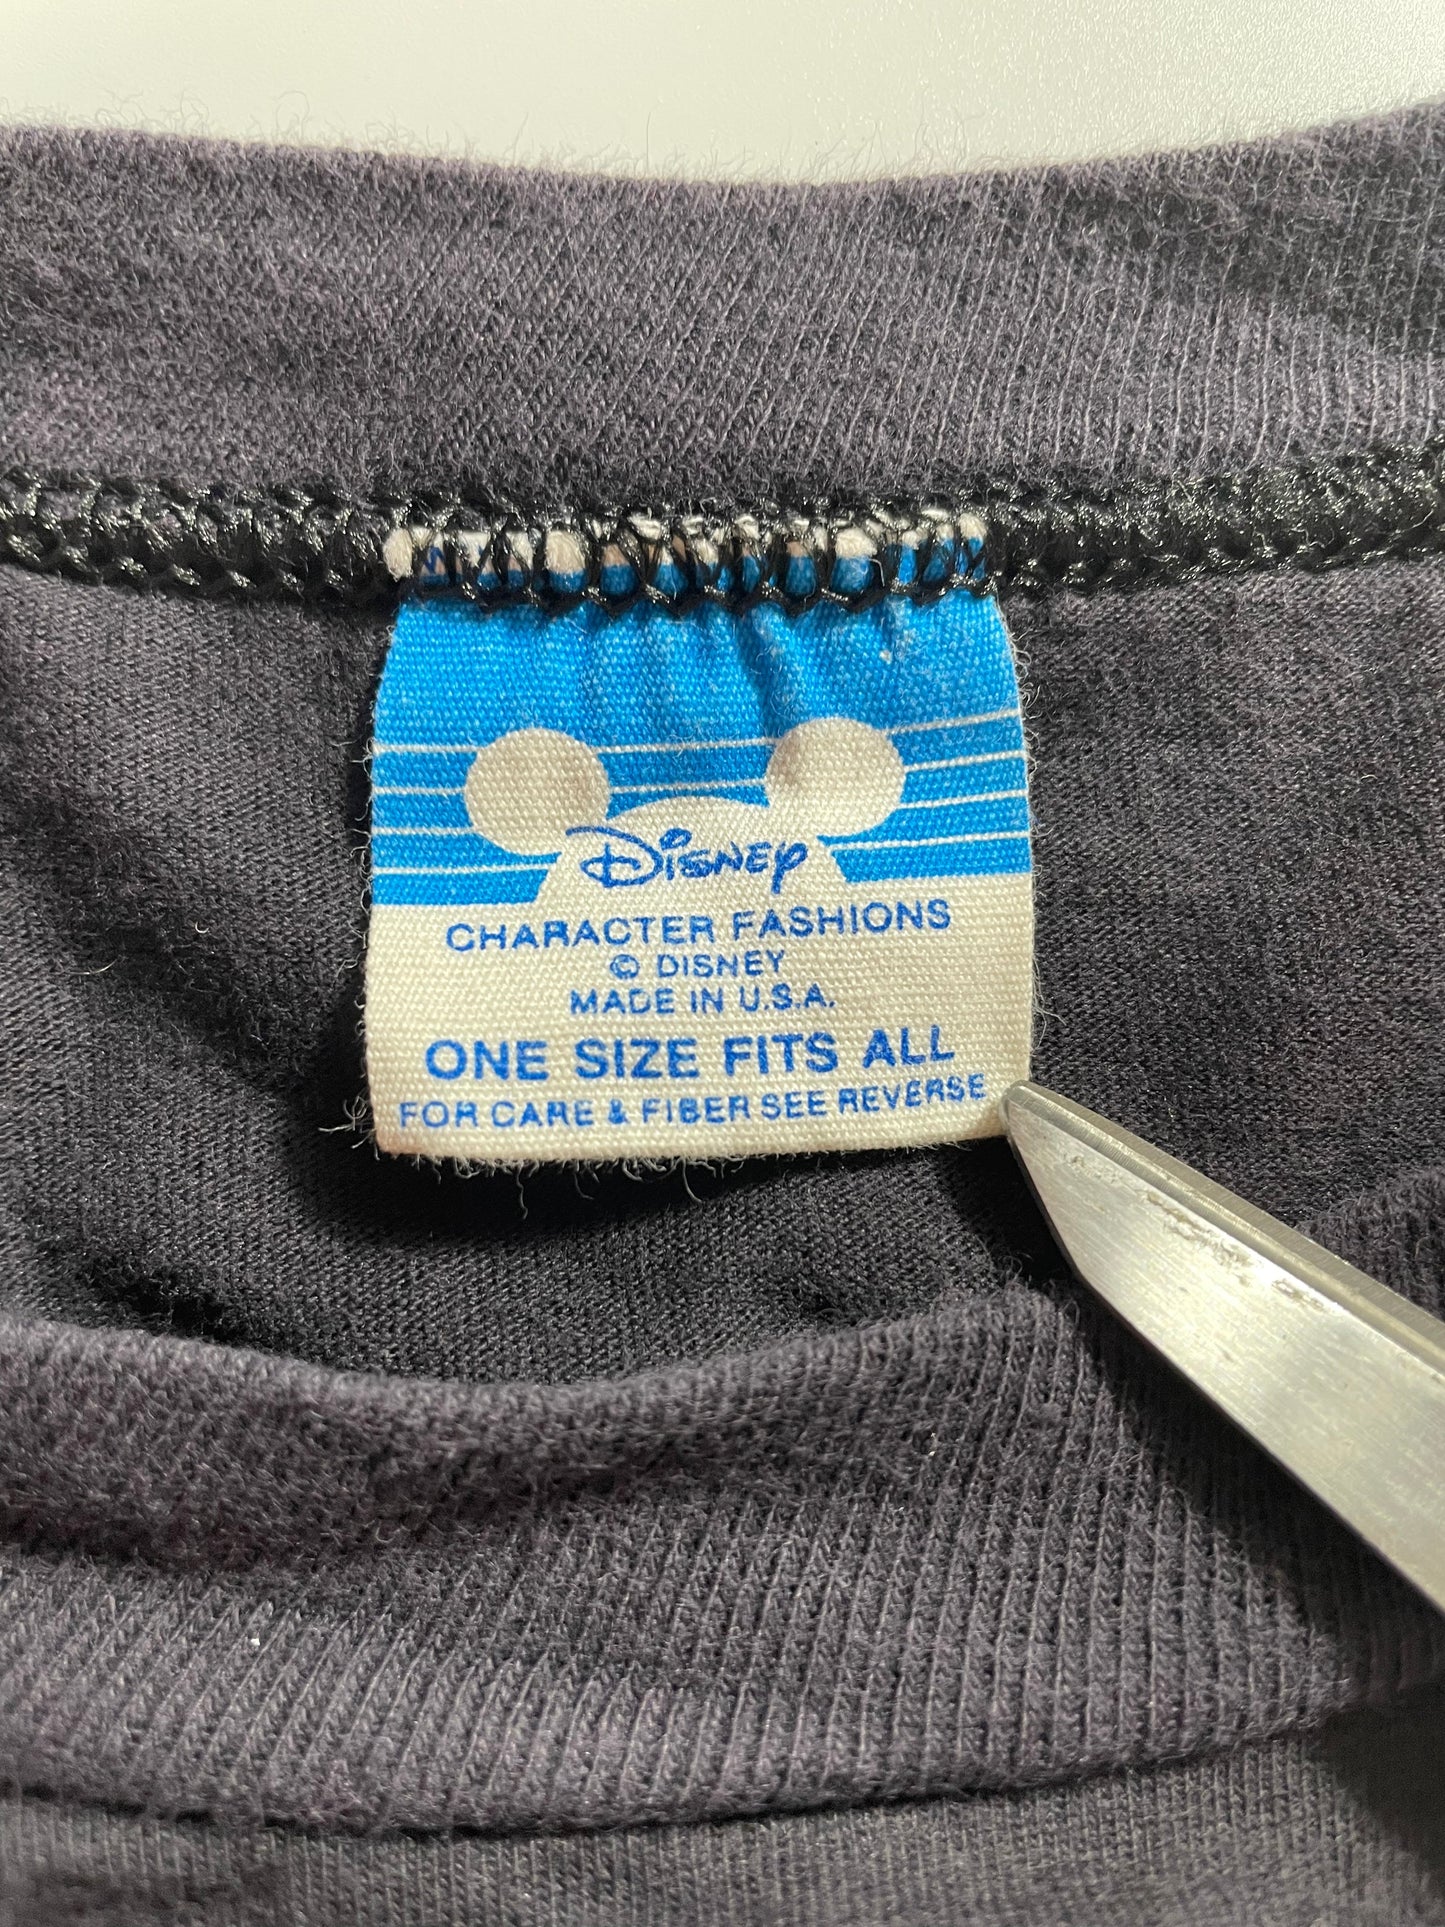 Disney
CHARACTER FASHIONS
© DISNEY
MADE IN U.S.A.
ONE SIZE FITS ALL
FOR CARE & FIBER SEE REVERSE